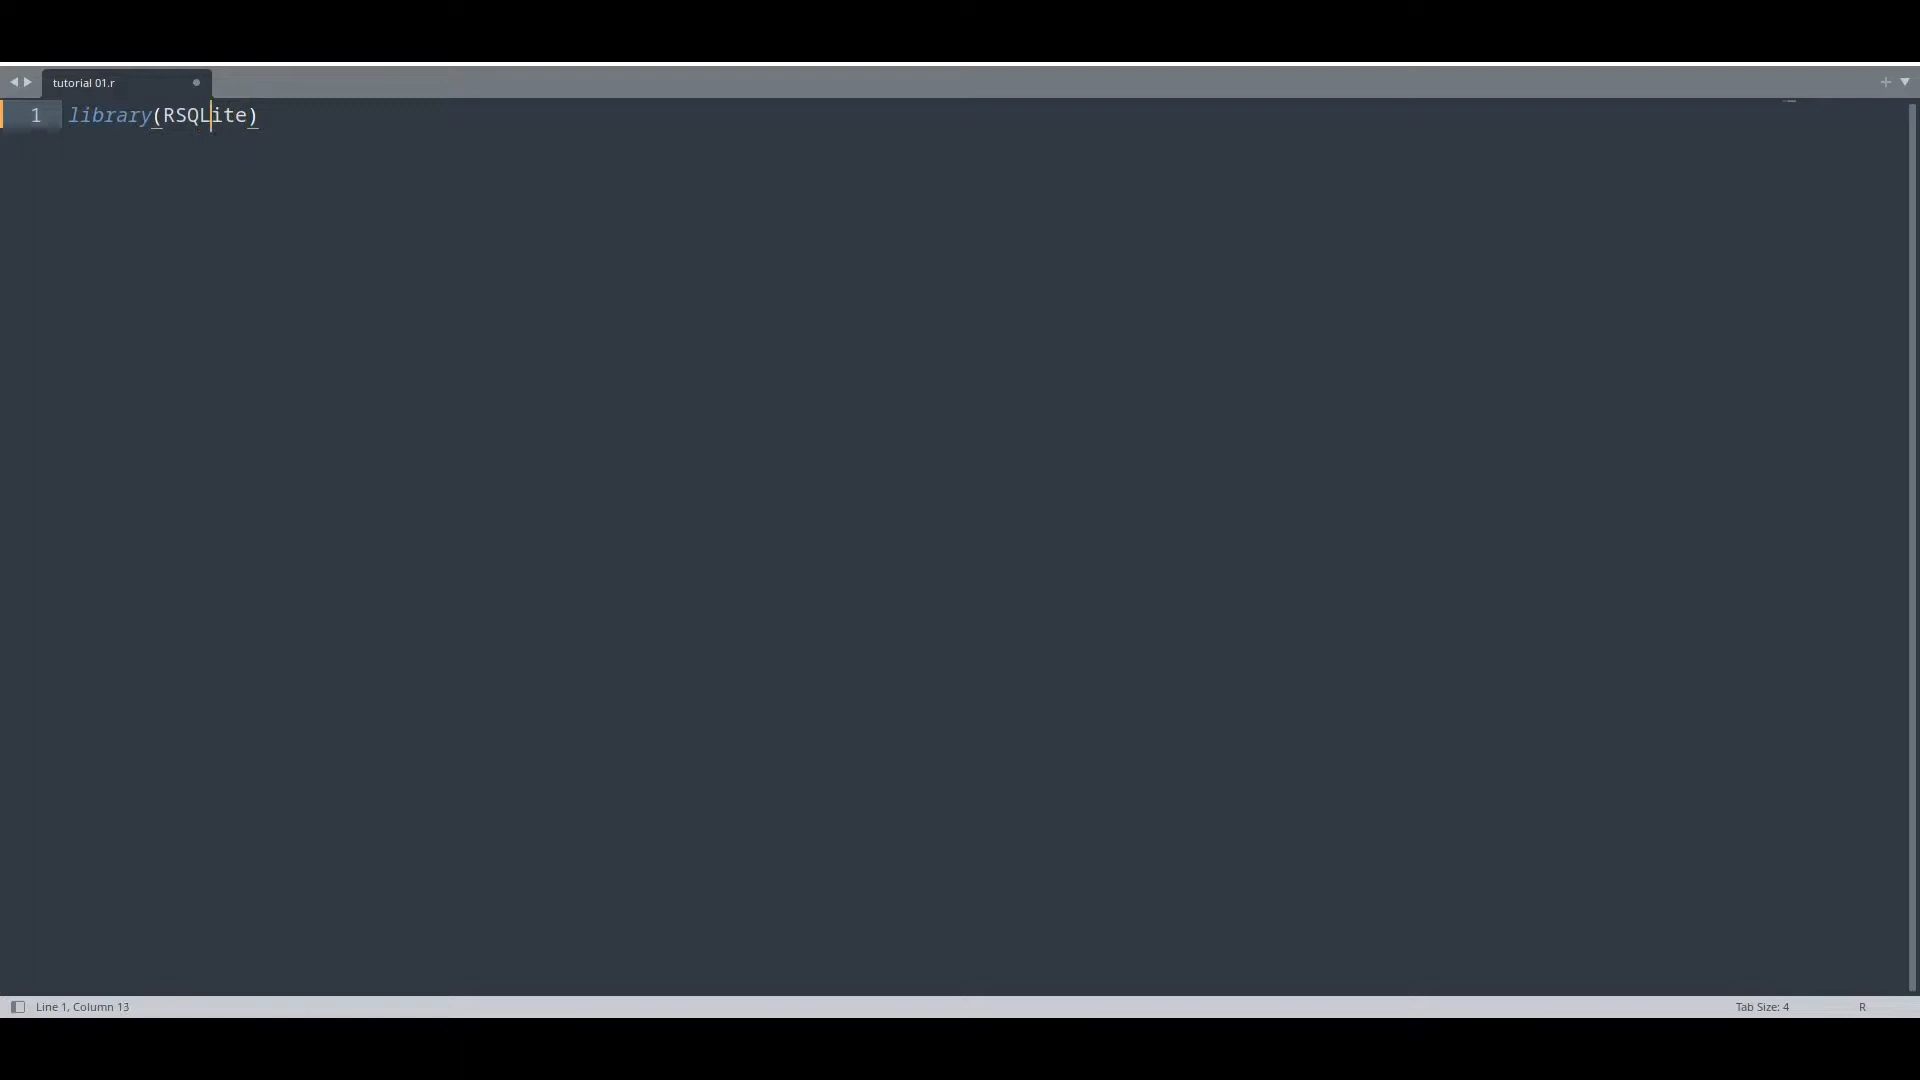 tutorial 01.r
1 library(RSQLite)
Line 1, Column 13 Tab Size: 4 R